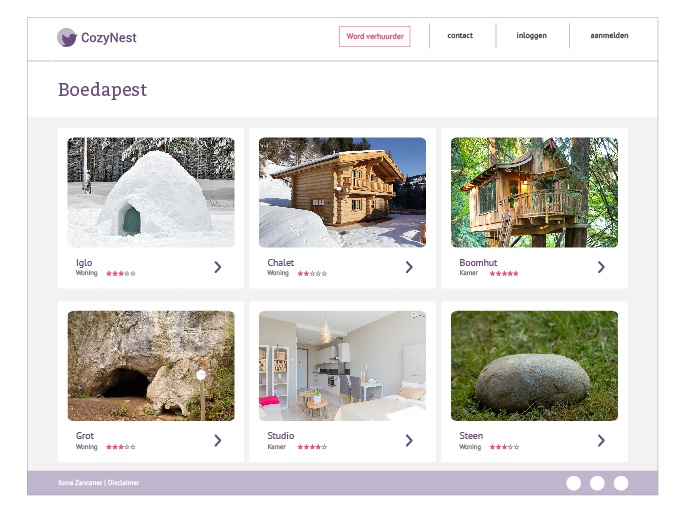 CozyNest
Word verhuurder
contact
inloggen
aanmelden
Boedapest
Iglo
Woning
Chalet
Woning
Boomhut
Kamer
Grot
Woning
Studio
Kamer
Steen
Woning
Ilona Zancaner | Disclaimer